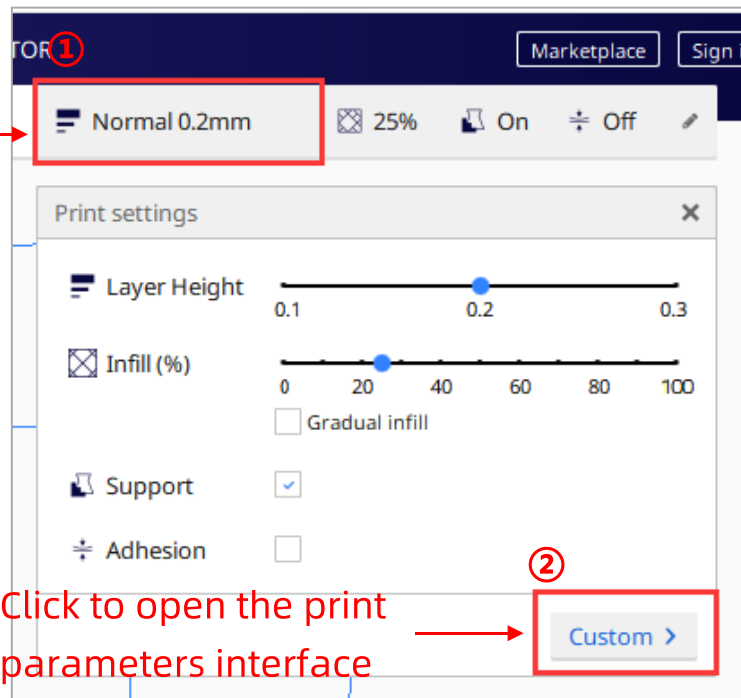 TOR ①
Marketplace Sign i
Normal 0.2mm 25% On Off
Print settings
Layer Height
0.1 0.2 0.3
Infill (%)
0 20 40 60 80 100
Gradual infill
Support
Adhesion
②
Click to open the print
parameters interface
Custom